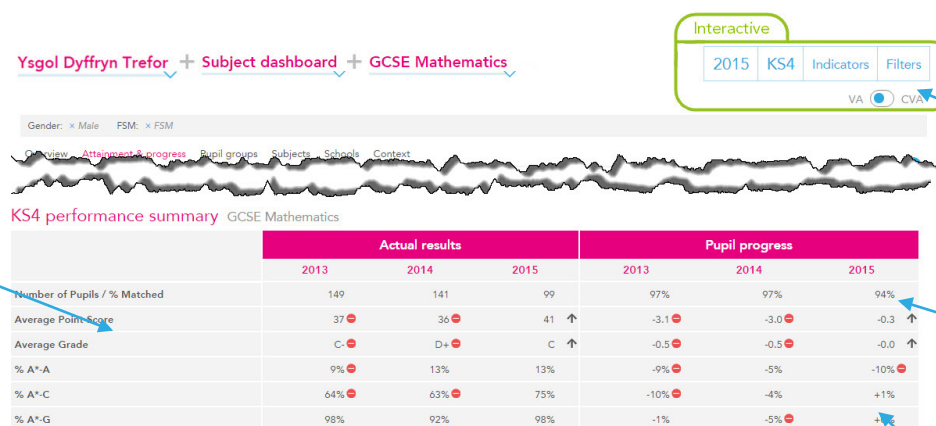 Interactive
Ysgol Dyffryn Trefor + Subject dashboard + GCSE Mathematics
2015 KS4 Indicators Filters
VA CVA
Gender: × Male FSM: × FSM
Overview Attainment & progress Pupil groups Subjects Schools Context
KS4 performance summary GCSE Mathematics
Actual results Pupil progress
2013 2014 2015 2013 2014 2015
Number of Pupils / % Matched 149 141 99 97% 97% 94%
Average Point Score 37 36 41 ↑ -3.1 -3.0 -0.3 ↑
Average Grade C- D+ C ↑ -0.5 -0.5 -0.0 ↑
% A*-A 9% 13% 13% -9% -5% -10%
% A*-C 64% 63% 75% -10% -4% +1%
% A*-G 98% 92% 98% -1% -5%